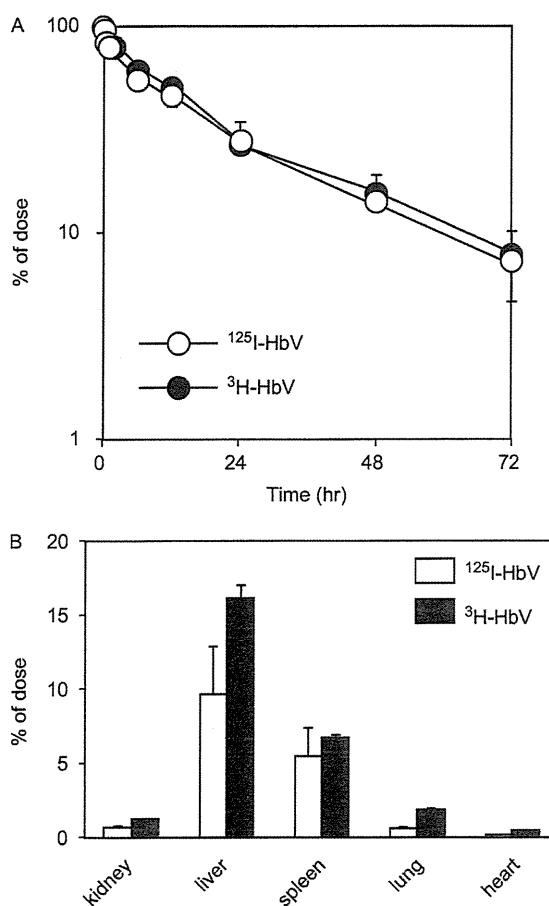 A
100
10
1
% of dose
¹²⁵I-HbV
³H-HbV
0 24 48 72
Time (hr)
B
20
15
10
5
0
% of dose
¹²⁵I-HbV
³H-HbV
kidney liver spleen lung heart